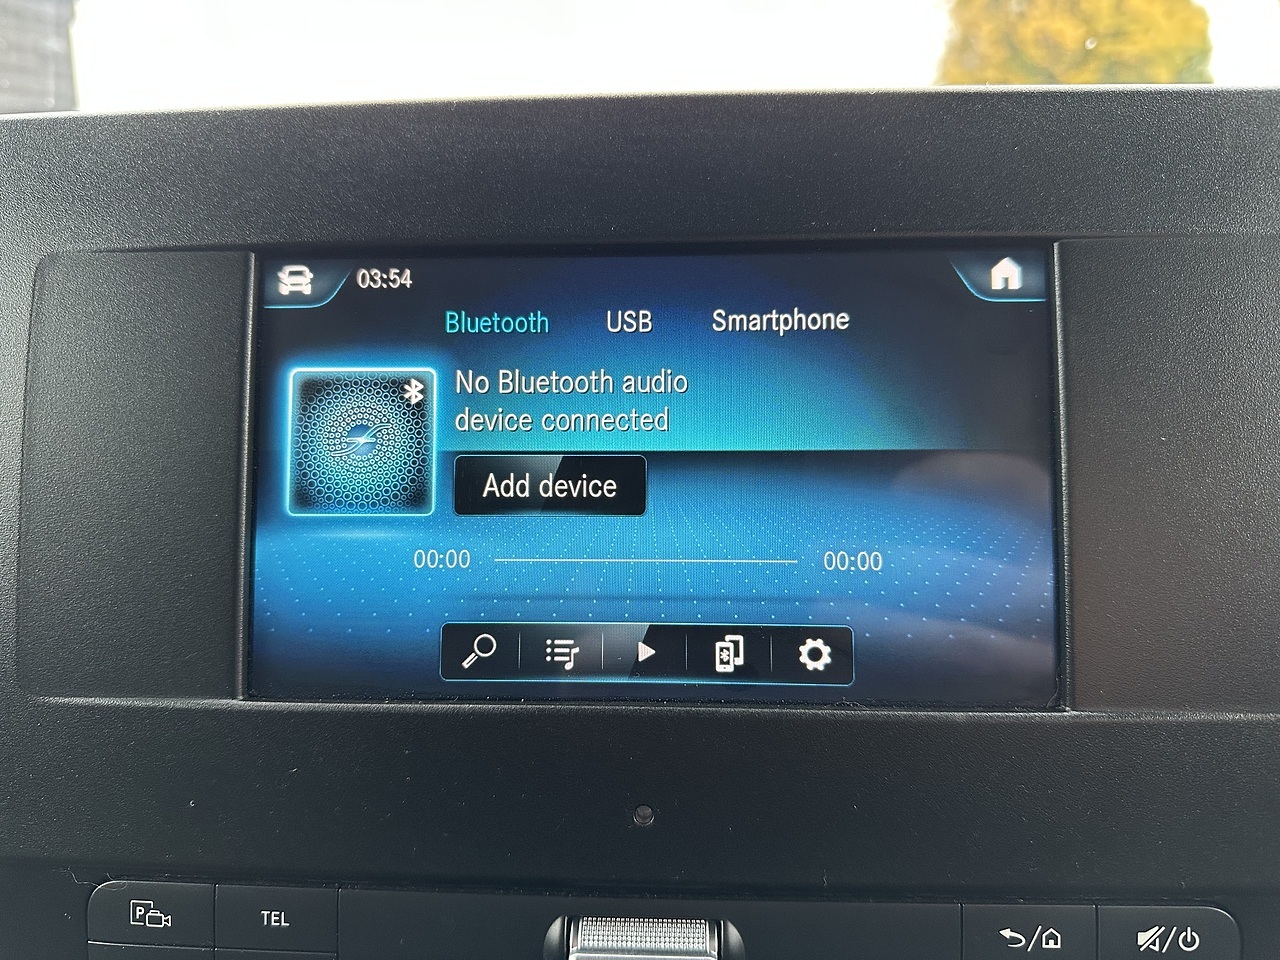 03:54
Bluetooth USB Smartphone
No Bluetooth audio
device connected
Add device
00:00 00:00
P TEL